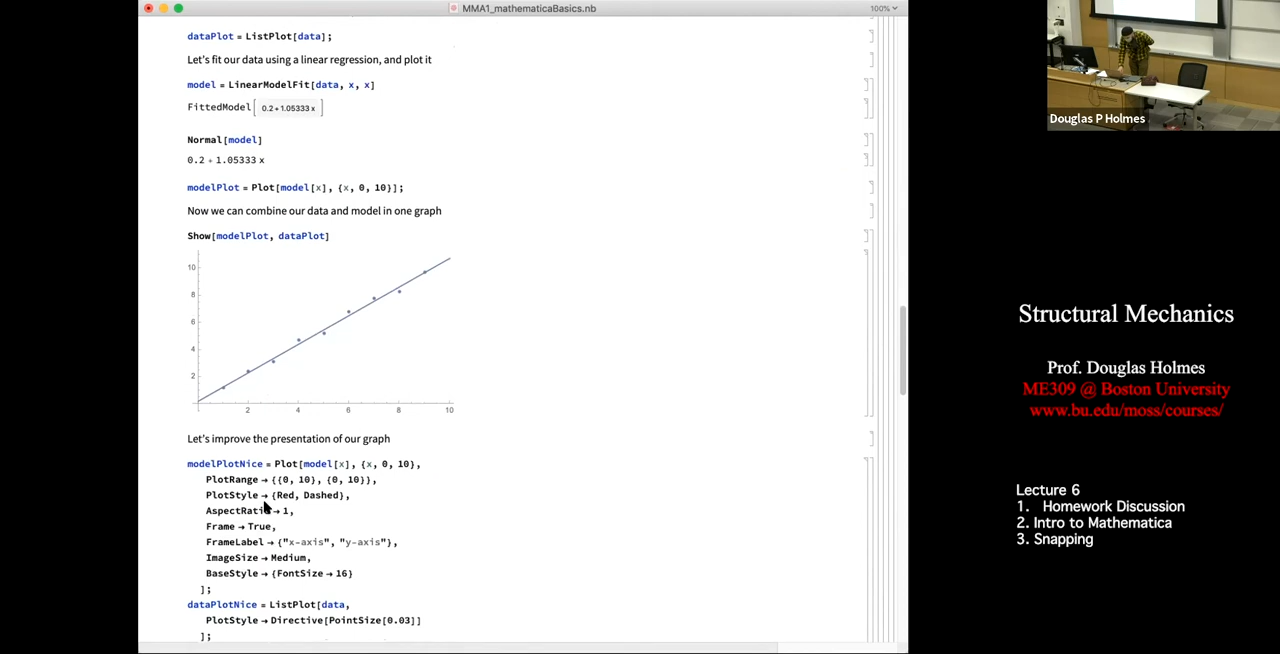 MMA1_mathematicaBasics.nb
100%
dataPlot = ListPlot[data];
Let's fit our data using a linear regression, and plot it
model = LinearModelFit[data, x, x]
FittedModel[ 0.2 + 1.05333 x ]
Normal[model]
0.2 + 1.05333 x
modelPlot = Plot[model[x], {x, 0, 10}];
Now we can combine our data and model in one graph
Show[modelPlot, dataPlot]
10
8
6
4
2
2 4 6 8 10
Let's improve the presentation of our graph
modelPlotNice = Plot[model[x], {x, 0, 10},
PlotRange → {{0, 10}, {0, 10}},
PlotStyle → {Red, Dashed},
AspectRatio → 1,
Frame → True,
FrameLabel → {"x-axis", "y-axis"},
ImageSize → Medium,
BaseStyle → {FontSize → 16}
];
dataPlotNice = ListPlot[data,
PlotStyle → Directive[PointSize[0.03]]
];
Douglas P Holmes
Structural Mechanics
Prof. Douglas Holmes
ME309 @ Boston University
www.bu.edu/moss/courses/
Lecture 6
1. Homework Discussion
2. Intro to Mathematica
3. Snapping